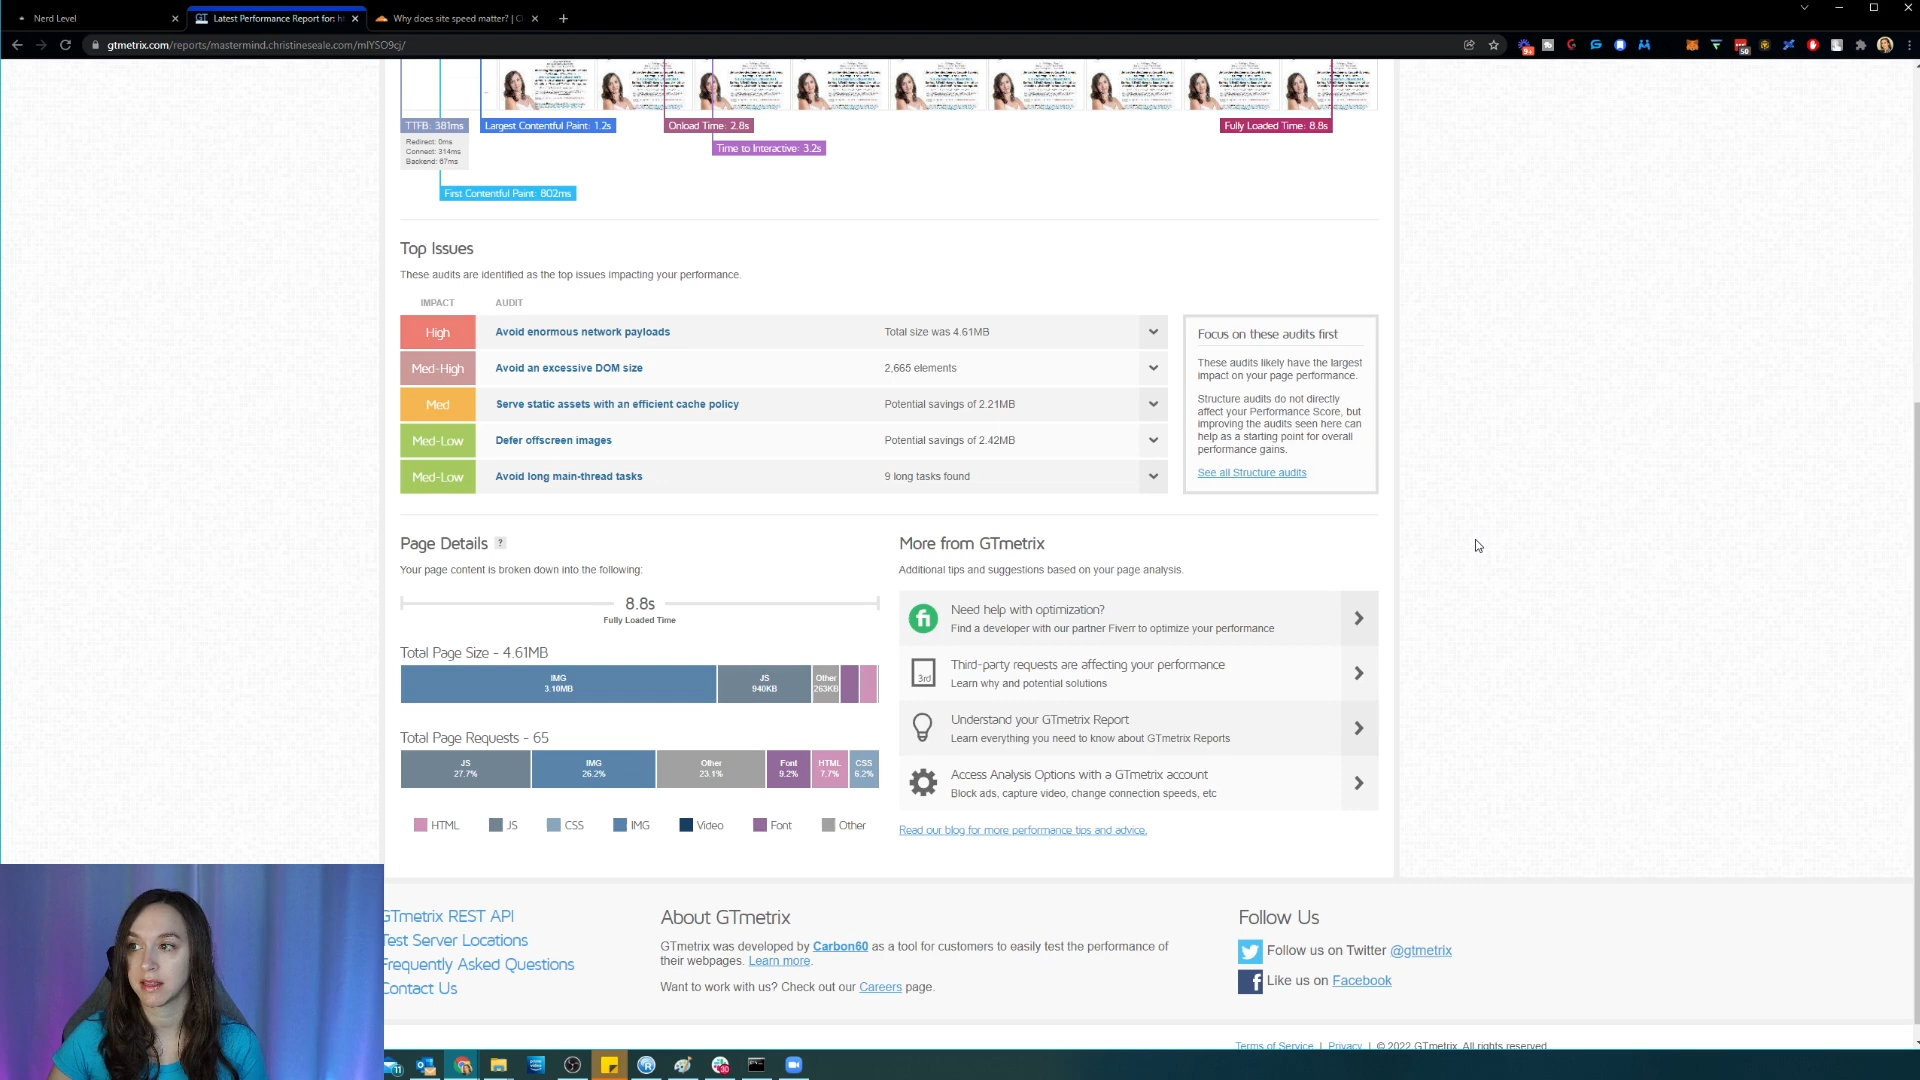 Nerd Level
GT Latest Performance Report for: ht
Why does site speed matter? | Cl
gtmetrix.com/reports/mastermind.christineseale.com/mlYSO9cj/
9+
50
TTFB: 381ms
Redirect: 0ms
Connect: 314ms
Backend: 67ms
Largest Contentful Paint: 1.2s
Onload Time: 2.8s
Time to Interactive: 3.2s
Fully Loaded Time: 8.8s
First Contentful Paint: 802ms
Top Issues
These audits are identified as the top issues impacting your performance.
IMPACT AUDIT
High Avoid enormous network payloads Total size was 4.61MB
Med-High Avoid an excessive DOM size 2,665 elements
Med Serve static assets with an efficient cache policy Potential savings of 2.21MB
Med-Low Defer offscreen images Potential savings of 2.42MB
Med-Low Avoid long main-thread tasks 9 long tasks found
Focus on these audits first
These audits likely have the largest
impact on your page performance.
Structure audits do not directly
affect your Performance Score, but
improving the audits seen here can
help as a starting point for overall
performance gains.
See all Structure audits
Page Details ?
Your page content is broken down into the following:
8.8s
Fully Loaded Time
Total Page Size - 4.61MB
IMG
3.10MB
JS
940KB
Other
263KB
Total Page Requests - 65
JS
27.7%
IMG
26.2%
Other
23.1%
Font
9.2%
HTML
7.7%
CSS
6.2%
HTML JS CSS IMG Video Font Other
More from GTmetrix
Additional tips and suggestions based on your page analysis.
fi
Need help with optimization?
Find a developer with our partner Fiverr to optimize your performance
3rd
Third-party requests are affecting your performance
Learn why and potential solutions
Understand your GTmetrix Report
Learn everything you need to know about GTmetrix Reports
Access Analysis Options with a GTmetrix account
Block ads, capture video, change connection speeds, etc
Read our blog for more performance tips and advice.
GTmetrix REST API
Test Server Locations
Frequently Asked Questions
Contact Us
About GTmetrix
GTmetrix was developed by Carbon60 as a tool for customers to easily test the performance of
their webpages. Learn more.
Want to work with us? Check out our Careers page.
Follow Us
Follow us on Twitter @gtmetrix
Like us on Facebook
Terms of Service | Privacy | © 2022 GTmetrix. All rights reserved.
11
30